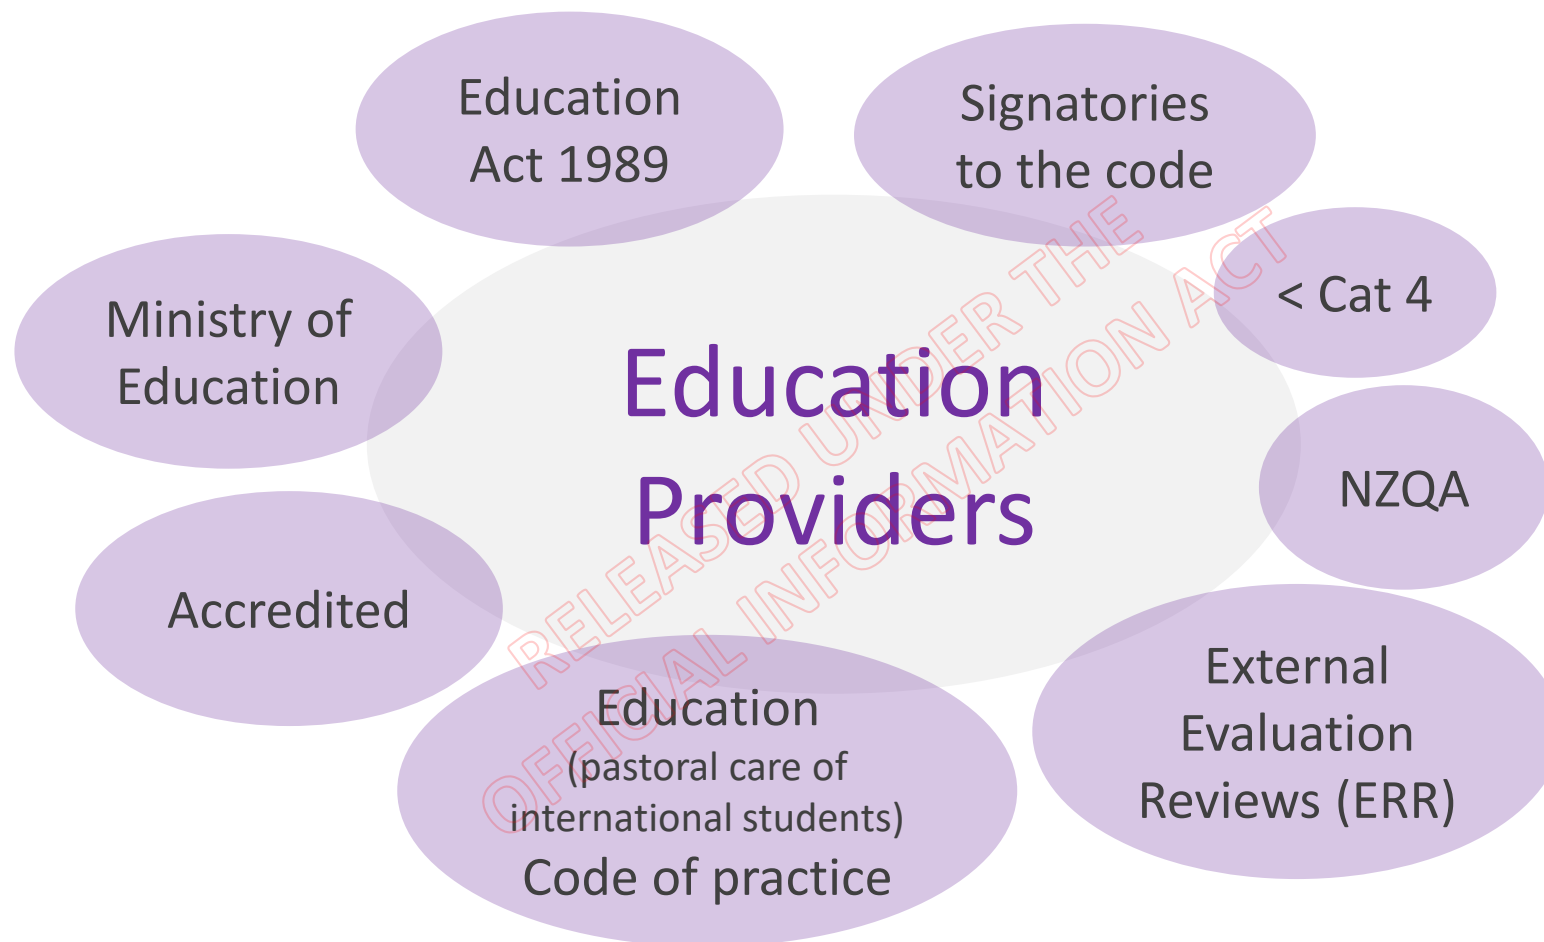 Education
Act 1989
Signatories
to the code
Ministry of
Education
< Cat 4
Education
Providers
NZQA
Accredited
External
Evaluation
Reviews (ERR)
Education
(pastoral care of
international students)
Code of practice
RELEASED UNDER THE
OFFICIAL INFORMATION ACT